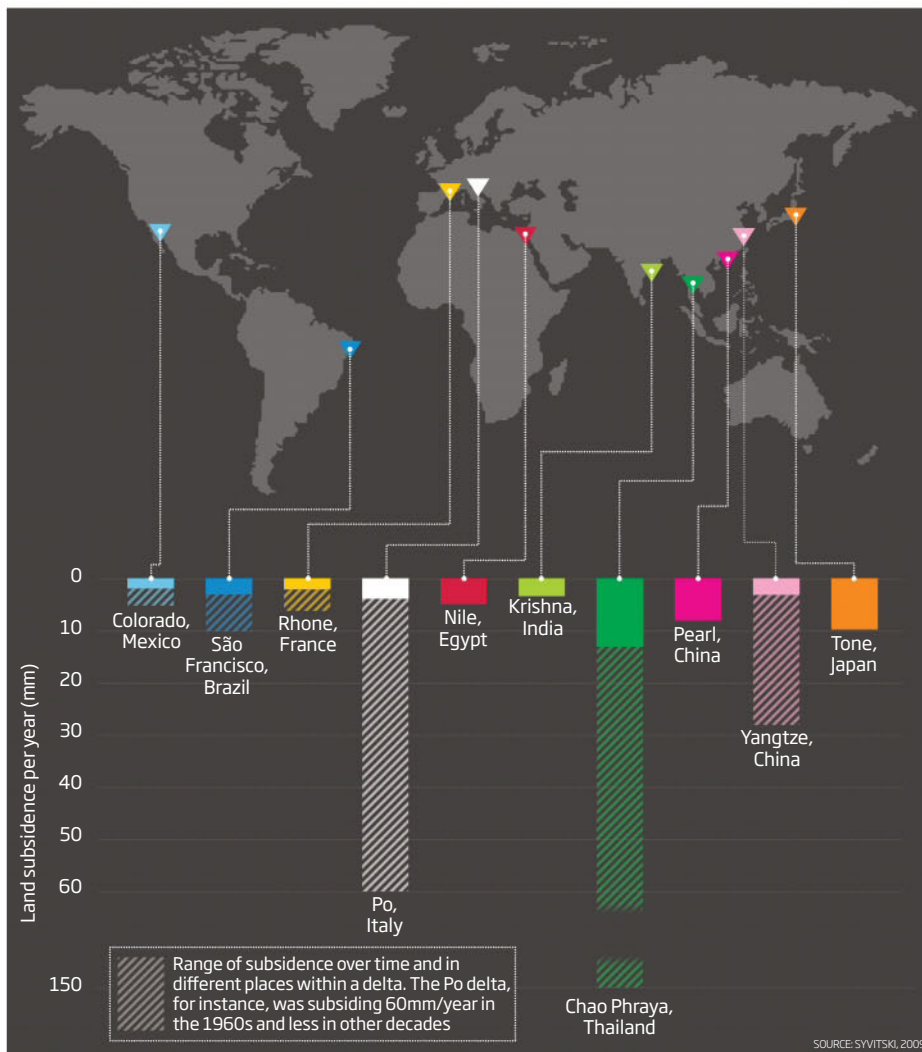 0
10
20
30
40
50
60
150
Land subsidence per year (mm)
Colorado,
Mexico
São
Francisco,
Brazil
Rhone,
France
Po,
Italy
Nile,
Egypt
Krishna,
India
Chao Phraya,
Thailand
Pearl,
China
Yangtze,
China
Tone,
Japan
Range of subsidence over time and in
different places within a delta. The Po delta,
for instance, was subsiding 60mm/year in
the 1960s and less in other decades
SOURCE: SYVITSKI,